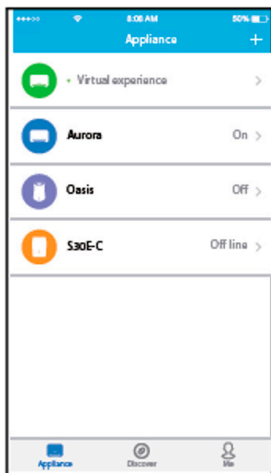 8:08 AM 50%
Appliance +
• Virtual experience >
Aurora On >
Oasis Off >
S30E-C Off line >
Appliance Discover Me